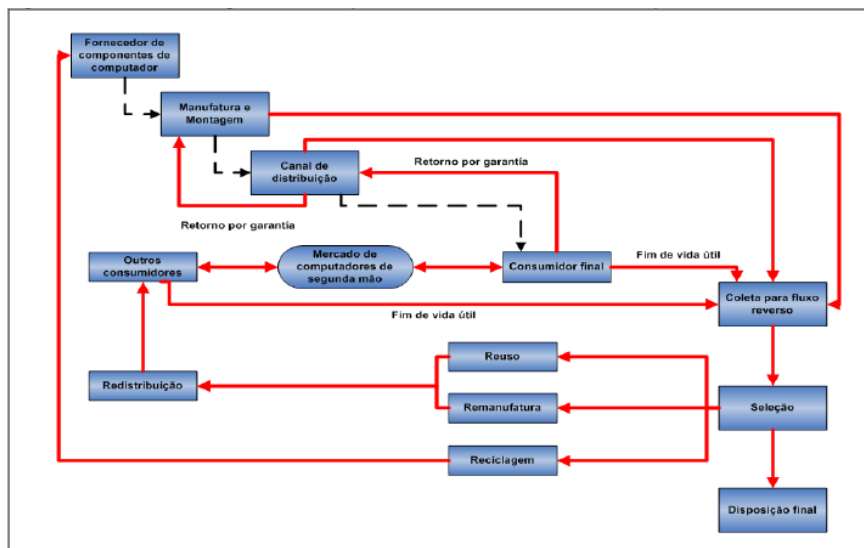 Fornecedor de
componentes de
computador
Manufatura e
Montagem
Canal de
distribuição
Retorno por garantía
Retorno por garantía
Outros
consumidores
Mercado de
computadores de
segunda mão
Consumidor final
Fim de vida útil
Coleta para fluxo
reverso
Fim de vida útil
Reuso
Redistribuição
Remanufatura
Seleção
Reciclagem
Disposição final